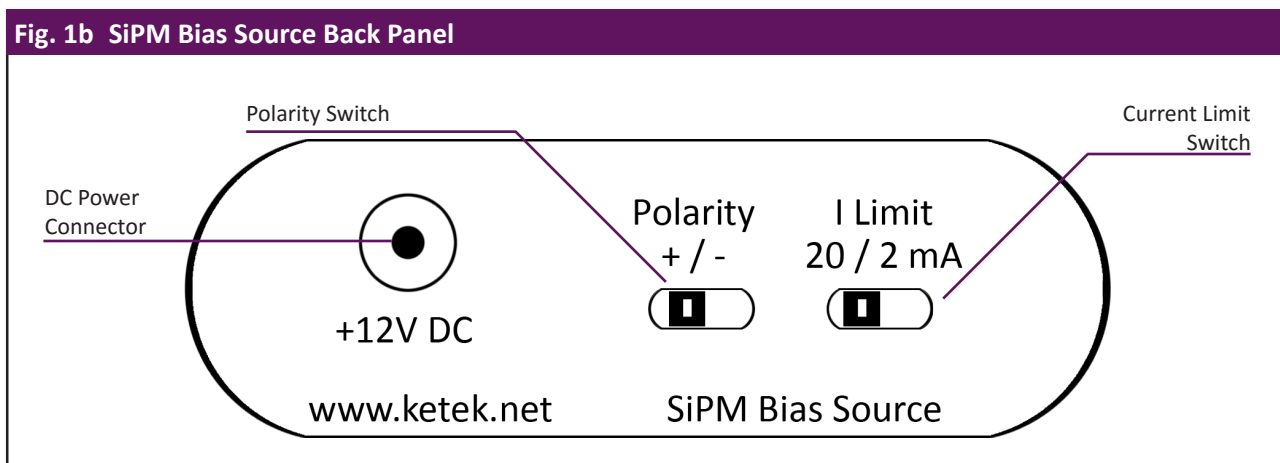 Fig. 1b SiPM Bias Source Back Panel
Polarity Switch
Current Limit
Switch
DC Power
Connector
Polarity
+ / -
I Limit
20 / 2 mA
+12V DC
www.ketek.net
SiPM Bias Source